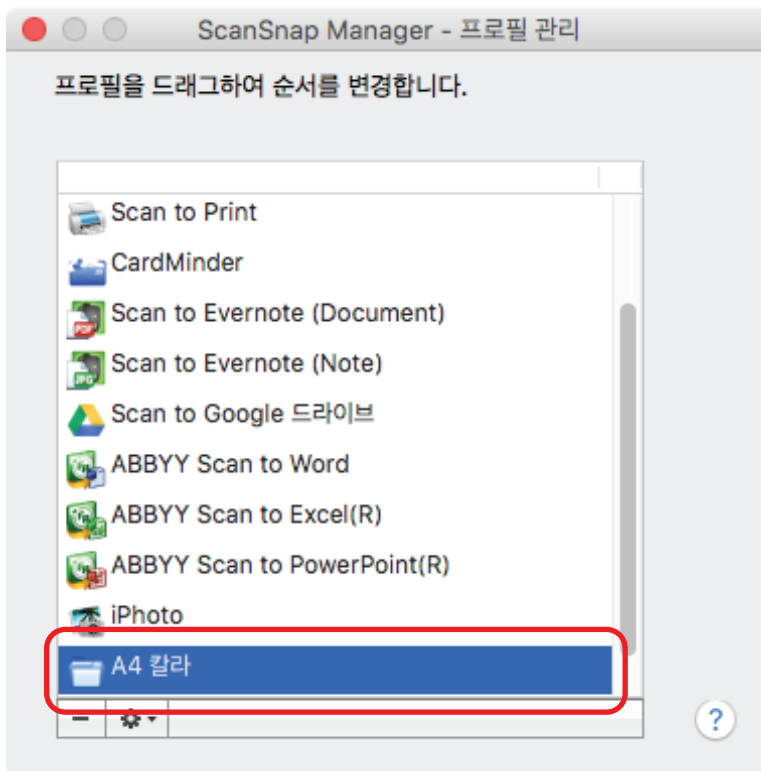 ScanSnap Manager - 프로필 관리
프로필을 드래그하여 순서를 변경합니다.
Scan to Print
CardMinder
Scan to Evernote (Document)
Scan to Evernote (Note)
Scan to Google 드라이브
ABBYY Scan to Word
ABBYY Scan to Excel(R)
ABBYY Scan to PowerPoint(R)
iPhoto
A4 칼라
?